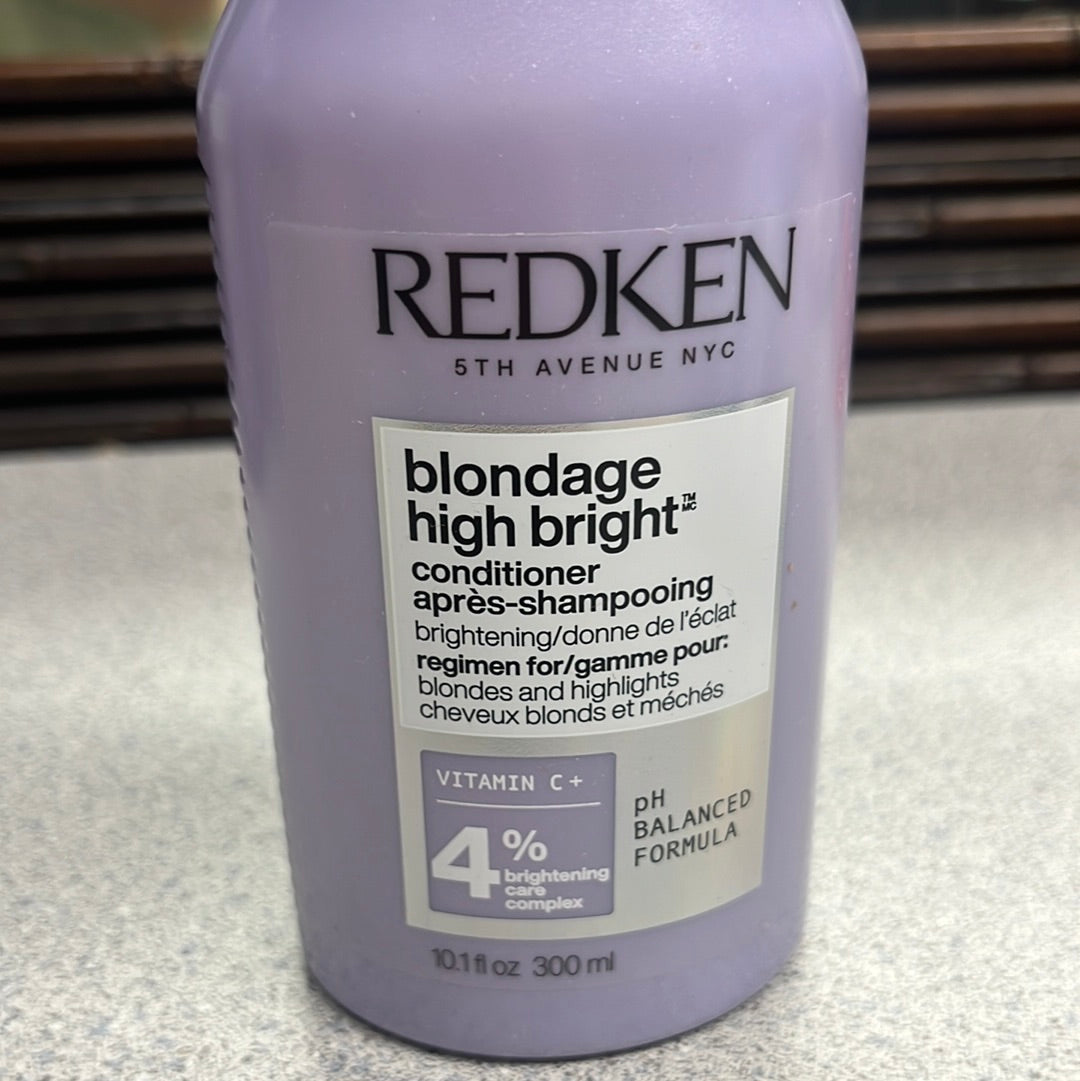 REDKEN
5TH AVENUE NYC
blondage
high bright™ MC
conditioner
après-shampooing
brightening/donne de l'éclat
regimen for/gamme pour:
blondes and highlights
cheveux blonds et méchés
VITAMIN C+
4%
brightening
care
complex
pH
BALANCED
FORMULA
10.1 fl oz 300 ml